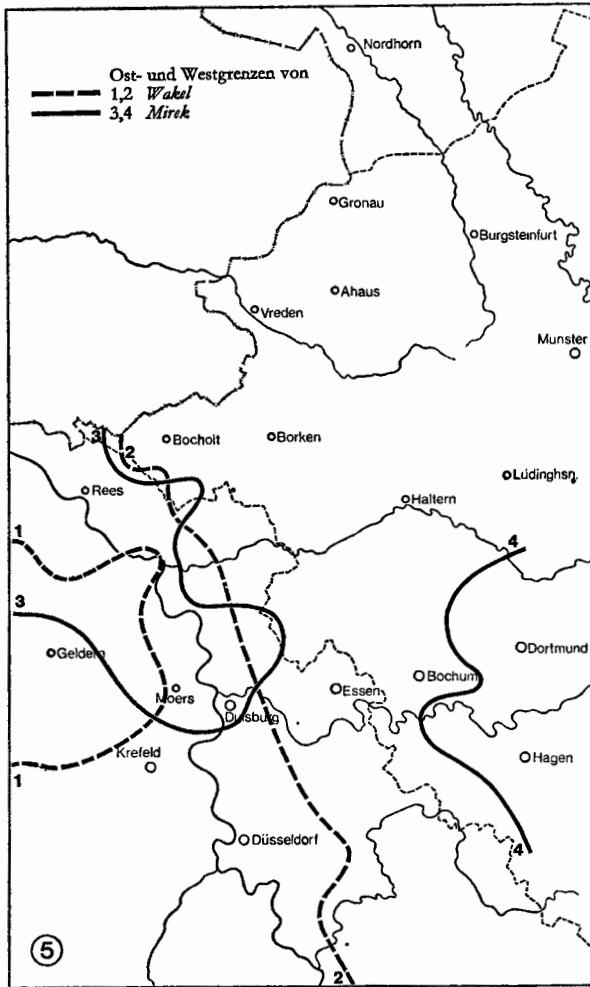 Nordhorn
Ost- und Westgrenzen von
1,2 Wakel
3,4 Mirek
Gronau
Burgsteinfurt
Ahaus
Vreden
Munster
3
2
Bocholt
Borken
Rees
Lüdinghsn.
Haltern
1
4
3
Geldern
Dortmund
Bochum
Moers
Essen
Duisburg
Krefeld
Hagen
1
Düsseldorf
4
5
2